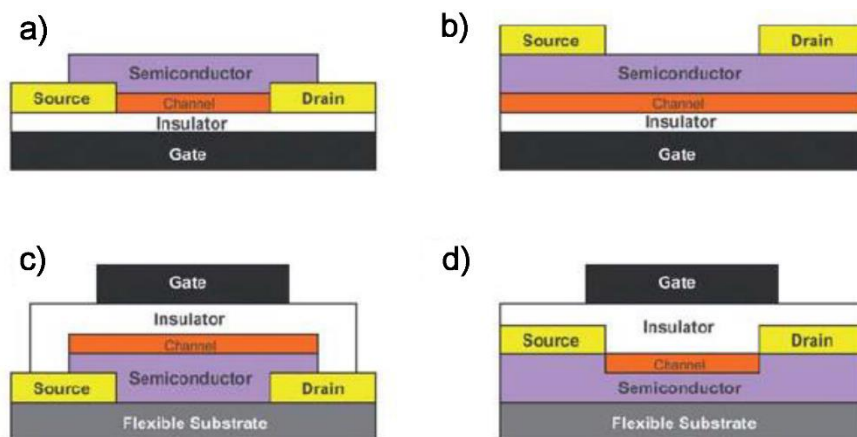 a)
Semiconductor
Source Channel Drain
Insulator
Gate
b)
Source Drain
Semiconductor
Channel
Insulator
Gate
c)
Gate
Insulator
Channel
Semiconductor
Source Drain
Flexible Substrate
d)
Gate
Insulator
Source Drain
Channel
Semiconductor
Flexible Substrate